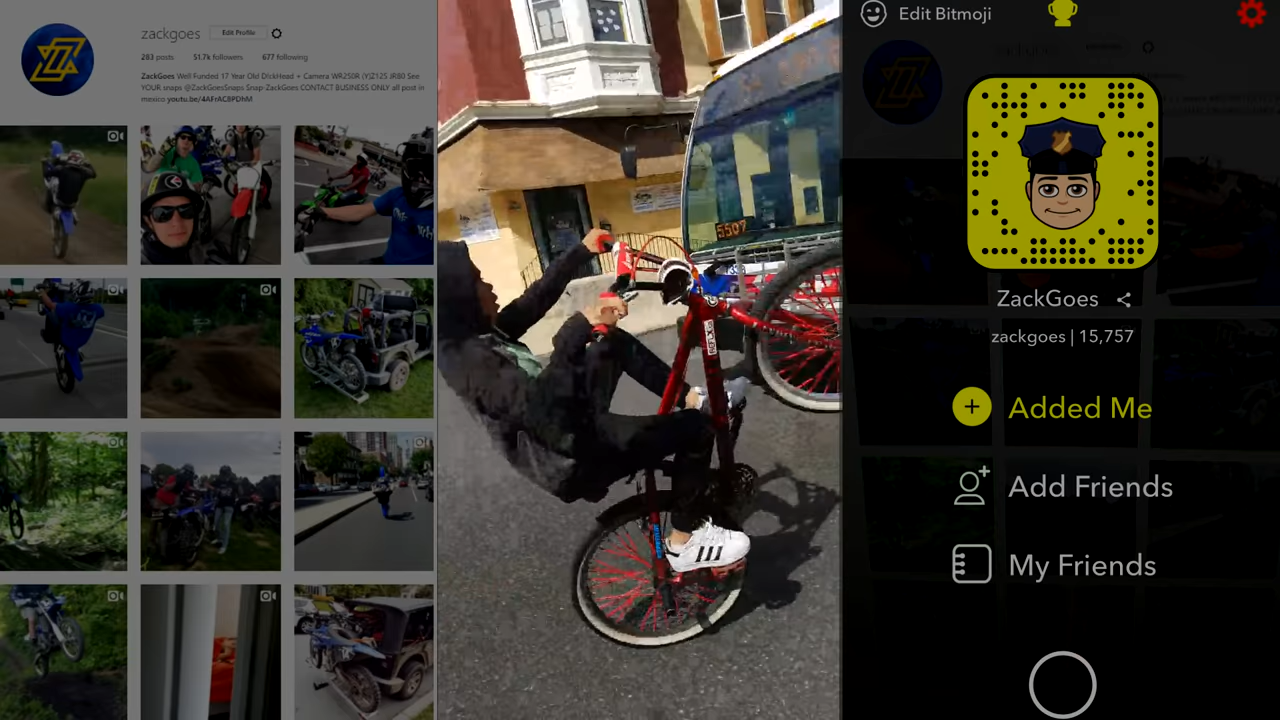 zackgoes
Edit Profile
283 posts
51.7k followers
677 following
ZackGoes Well Funded 17 Year Old D!ckHead + Camera WR250R (Y)Z125 JR80 See
YOUR snaps @ZackGoesSnaps Snap-ZackGoes CONTACT BUSINESS ONLY all post in
mexico youtu.be/4AFrAC8PDhM
5507
Edit Bitmoji
ZackGoes
zackgoes | 15,757
Added Me
Add Friends
My Friends